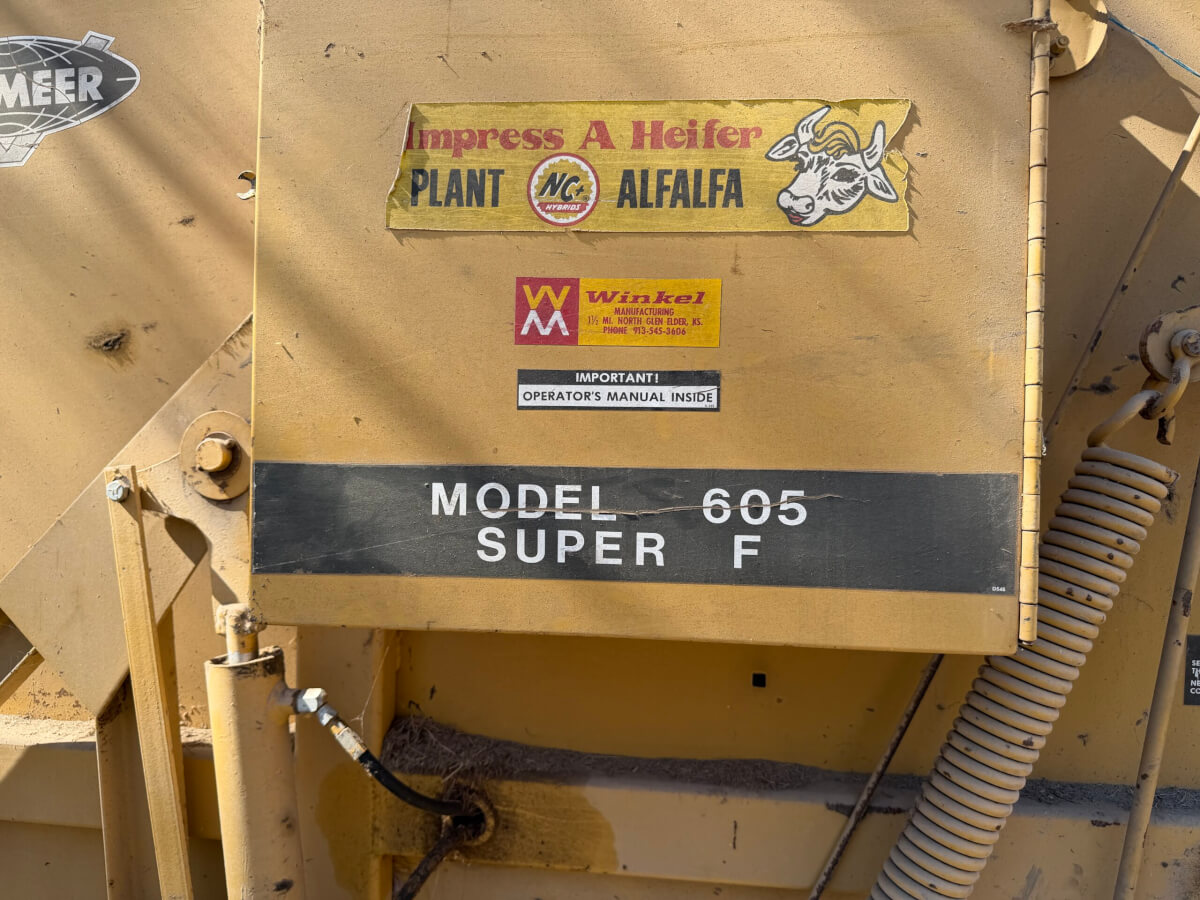 MEER
Impress A Heifer
PLANT NC+ ALFALFA
HYBRIDS
WM
Winkel
MANUFACTURING
1½ MI. NORTH GLEN ELDER, KS.
PHONE 913-545-3606
IMPORTANT!
OPERATOR'S MANUAL INSIDE
MODEL 605
SUPER F